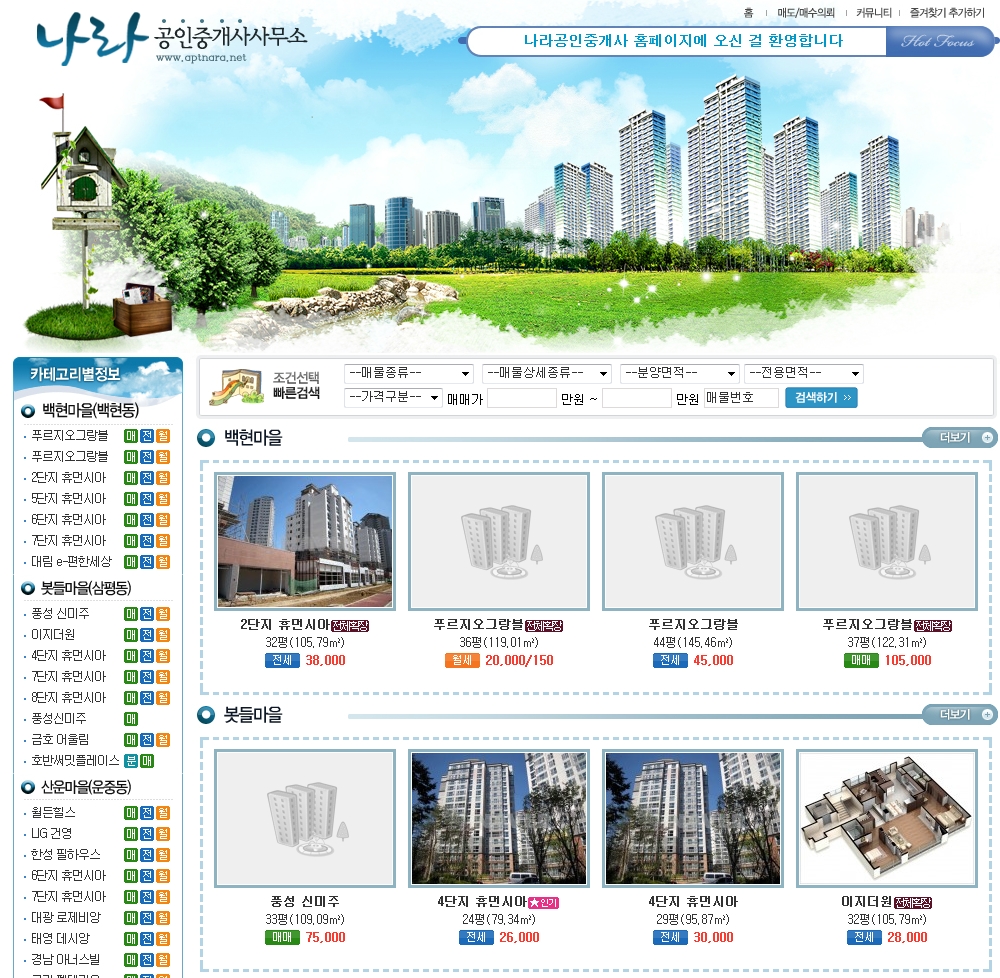 홈 매도/매수의뢰 커뮤니티 즐겨찾기 추가하기
나라 공인중개사사무소
www.aptnara.net
나라공인중개사 홈페이지에 오신 걸 환영합니다 Hot Focus
카테고리별정보
백현마을(백현동)
푸르지오그랑블 매 전 월
푸르지오그랑블 매 전 월
2단지 휴먼시아 매 전 월
5단지 휴먼시아 매 전 월
6단지 휴먼시아 매 전 월
7단지 휴먼시아 매 전 월
대림 e-편한세상 매 전 월
봇들마을(삼평동)
풍성 신미주 매 전 월
이지더원 매 전 월
4단지 휴먼시아 매 전 월
7단지 휴먼시아 매 전 월
8단지 휴먼시아 매 전 월
풍성신미주 매
금호 어울림 매 전 월
호반써밋플레이스 분 매
산운마을(운중동)
월든힐스 매 전 월
LIG 건영 매 전 월
한성 필하우스 매 전 월
6단지 휴먼시아 매 전 월
7단지 휴먼시아 매 전 월
대광 로제비앙 매 전 월
태영 데시앙 매 전 월
경남 아너스빌 매 전 월
조건선택
빠른검색
--매물종류-- --매물상세종류-- --분양면적-- --전용면적--
--가격구분-- 매매가 만원 ~ 만원 매물번호 검색하기
백현마을 더보기
2단지 휴먼시아 전체확장
32평(105,79㎡)
전세 38,000
푸르지오그랑블 전체확장
36평(119,01㎡)
월세 20,000/150
푸르지오그랑블
44평(145,46㎡)
전세 45,000
푸르지오그랑블 전체확장
37평(122,31㎡)
매매 105,000
봇들마을 더보기
풍성 신미주
33평(109,09㎡)
매매 75,000
4단지 휴먼시아 ★인기
24평(79,34㎡)
전세 26,000
4단지 휴먼시아
29평(95,87㎡)
전세 30,000
이지더원 전체확장
32평(105,79㎡)
전세 28,000